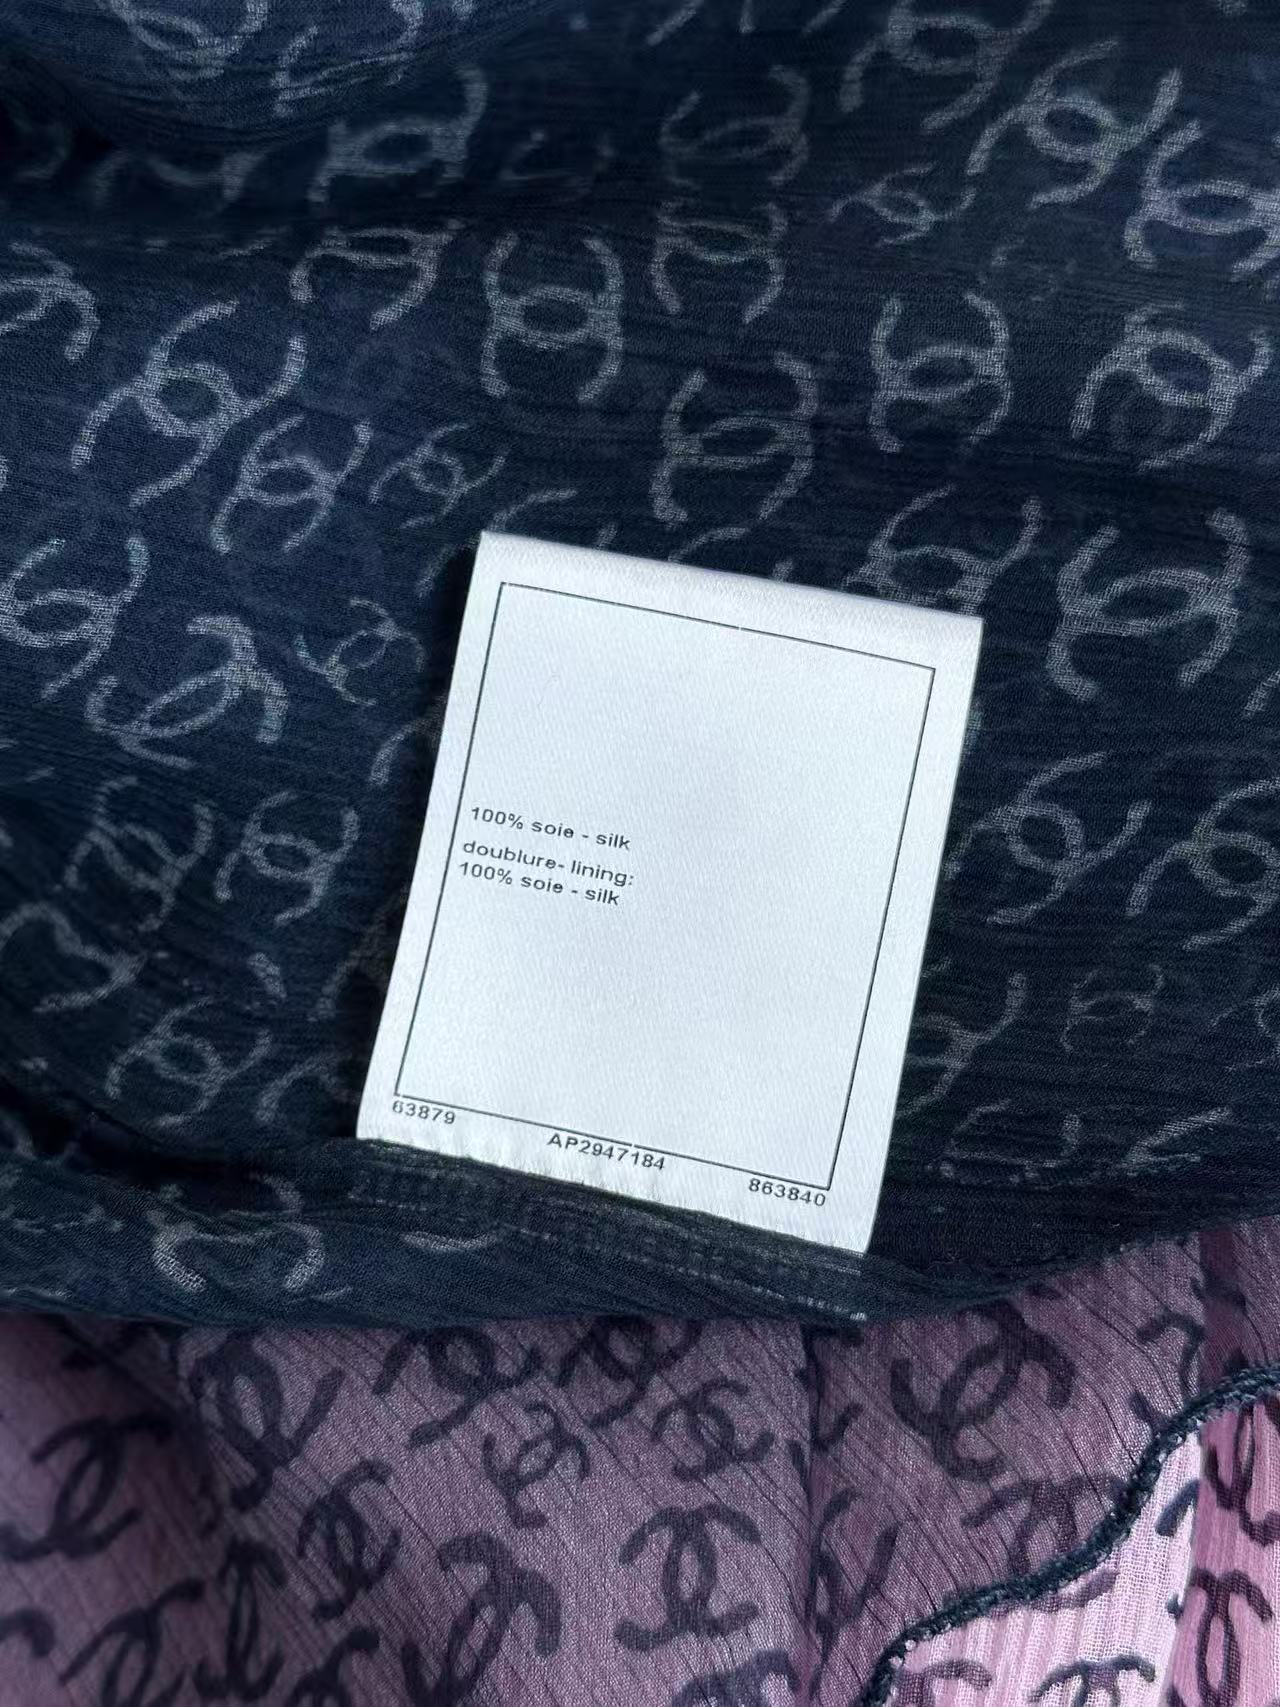 100% soie - silk
doublure- lining:
100% soie - silk
63879 AP2947184 863840